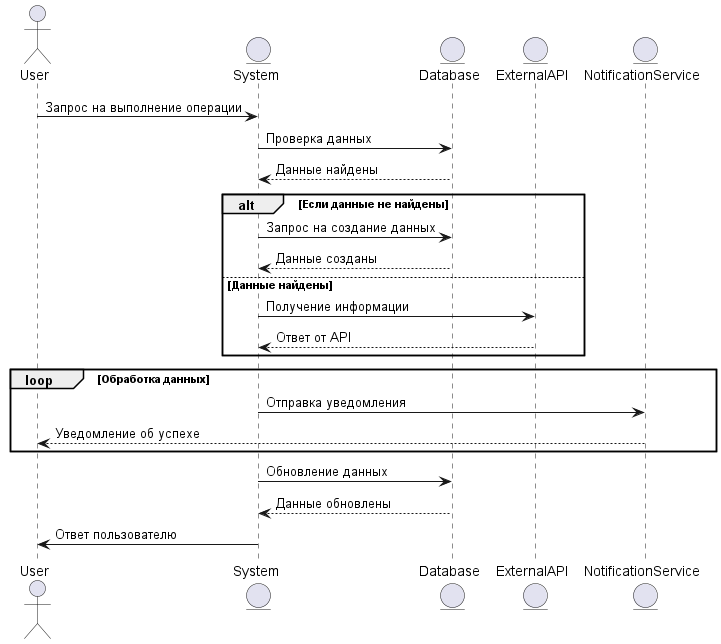 User
System
Database
ExternalAPI
NotificationService
Запрос на выполнение операции
Проверка данных
Данные найдены
alt
[Если данные не найдены]
Запрос на создание данных
Данные созданы
[Данные найдены]
Получение информации
Ответ от API
loop
[Обработка данных]
Отправка уведомления
Уведомление об успехе
Обновление данных
Данные обновлены
Ответ пользователю
User
System
Database
ExternalAPI
NotificationService